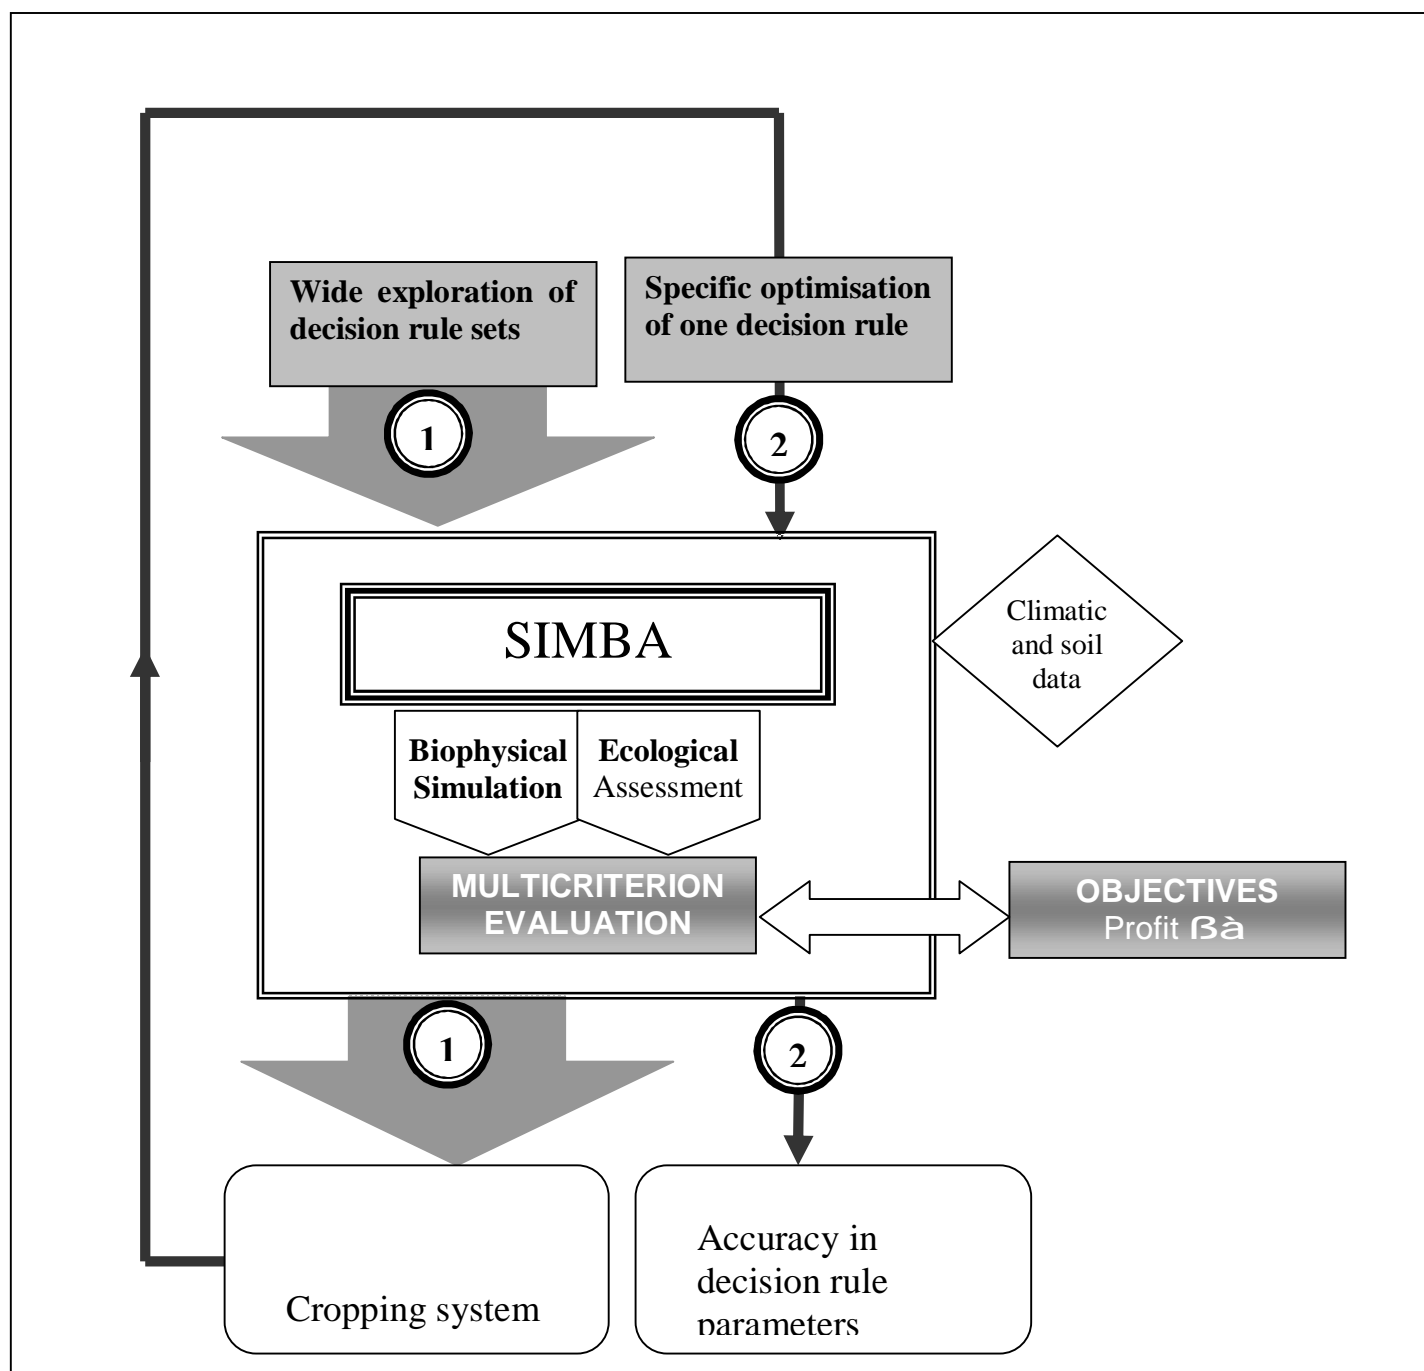 Wide exploration of
decision rule sets
Specific optimisation
of one decision rule
1
2
SIMBA
Climatic
and soil
data
Biophysical
Simulation
Ecological
Assessment
MULTICRITERION
EVALUATION
OBJECTIVES
Profit ßà
1
2
Cropping system
Accuracy in
decision rule
parameters